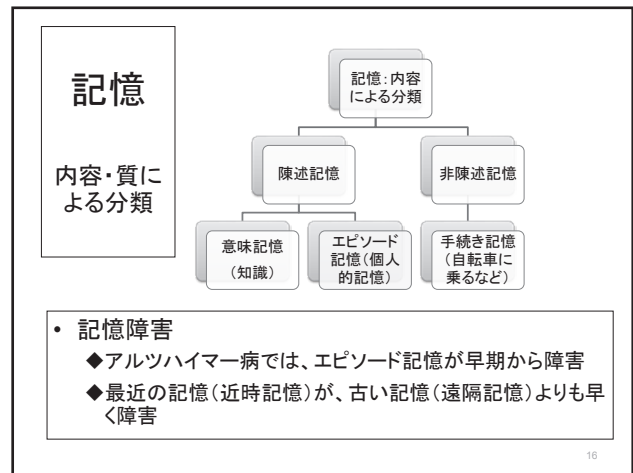 記憶
内容・質に
よる分類
記憶:内容
による分類
陳述記憶
非陳述記憶
意味記憶
(知識)
エピソード
記憶(個人
的記憶)
手続き記憶
(自転車に
乗るなど)
• 記憶障害
◆アルツハイマー病では、エピソード記憶が早期から障害
◆最近の記憶(近時記憶)が、古い記憶(遠隔記憶)よりも早
く障害
16